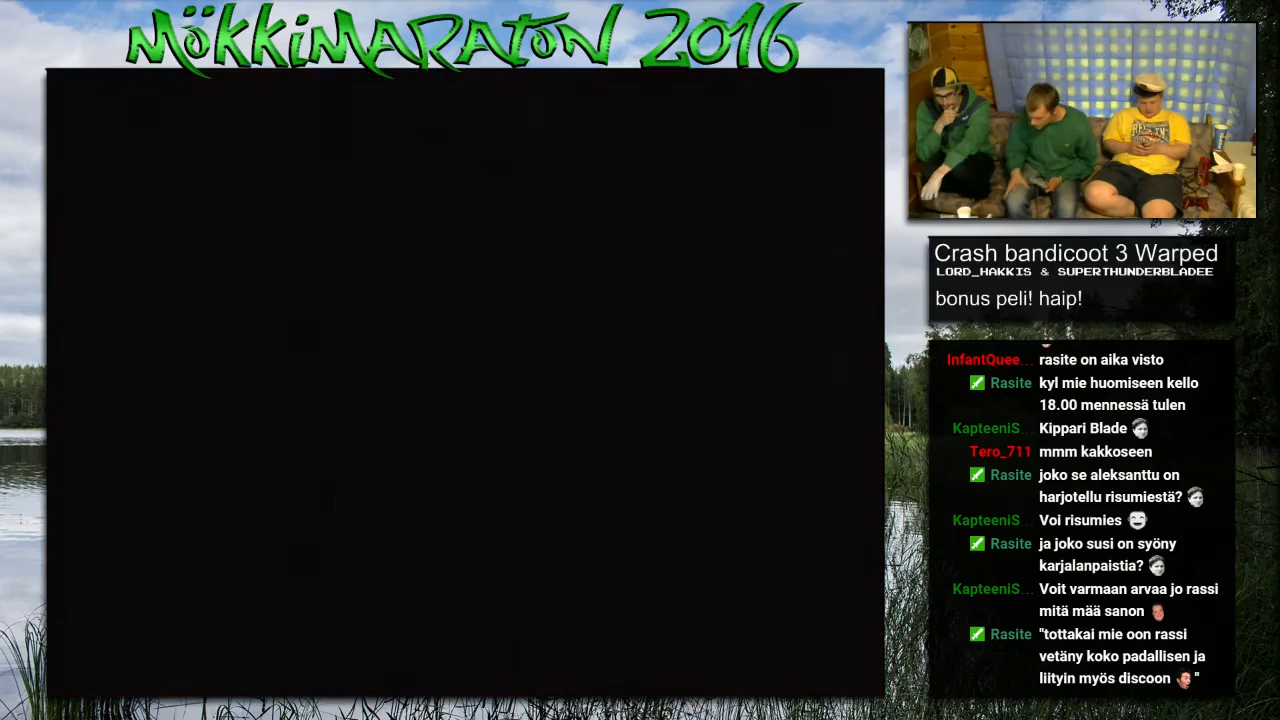 MökkiMARAToN 2016
Crash bandicoot 3 Warped
LORD_HAKKIS & SUPERTHUNDERBLADEE
bonus peli! haip!
InfantQuee... rasite on aika visto
Rasite kyl mie huomiseen kello
18.00 mennessä tulen
KapteeniS... Kippari Blade
Tero_711 mmm kakkoseen
Rasite joko se aleksanttu on
harjotellu risumiestä?
KapteeniS... Voi risumies
Rasite ja joko susi on syöny
karjalanpaistia?
KapteeniS... Voit varmaan arvaa jo rassi
mitä mää sanon
Rasite "tottakai mie oon rassi
vetäny koko padallisen ja
liityin myös discoon "